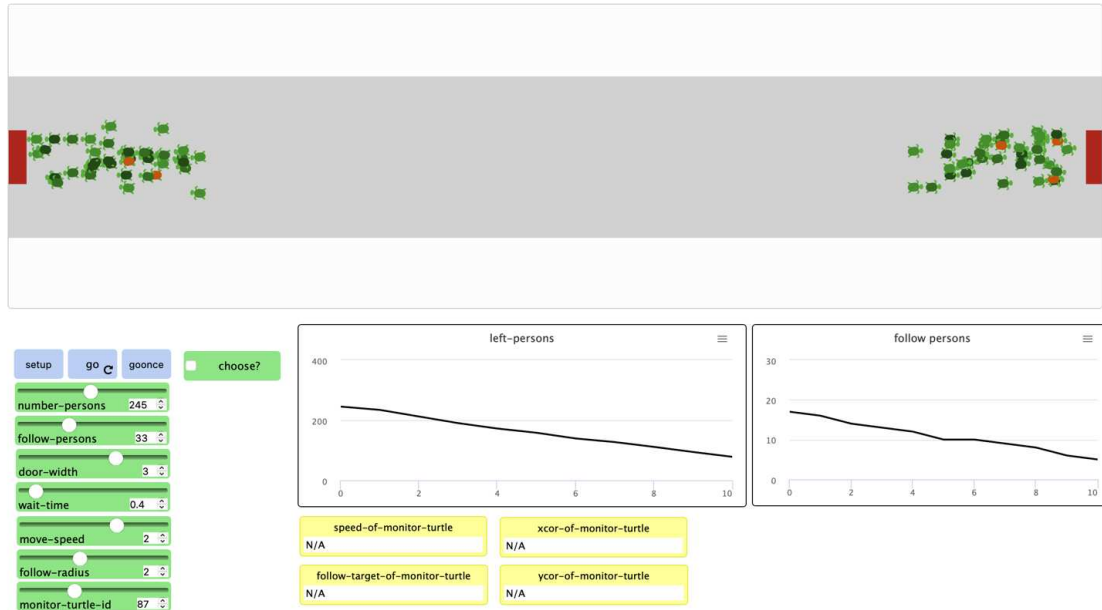 setup
go
goonce
choose?
number-persons 245
follow-persons 33
door-width 3
wait-time 0.4
move-speed 2
follow-radius 2
monitor-turtle-id 87
left-persons
400
200
0
0 2 4 6 8 10
follow persons
30
20
10
0
0 2 4 6 8 10
speed-of-monitor-turtle
N/A
xcor-of-monitor-turtle
N/A
follow-target-of-monitor-turtle
N/A
ycor-of-monitor-turtle
N/A